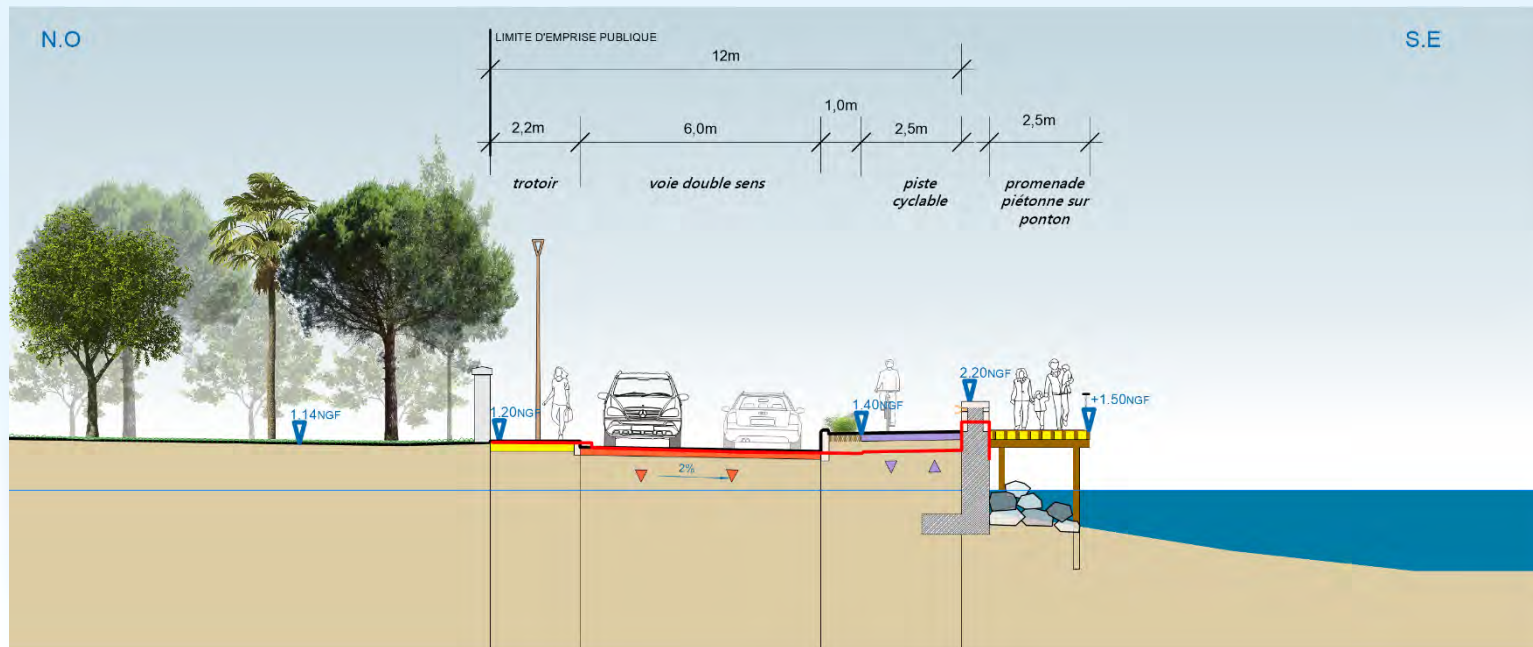 N.O
S.E
LIMITE D'EMPRISE PUBLIQUE
12m
1,0m
2,2m
6,0m
2,5m
2,5m
trotoir
voie double sens
piste
cyclable
promenade
piétonne sur
ponton
1.14NGF
1.20NGF
1.40NGF
2.20NGF
+1.50NGF
2%